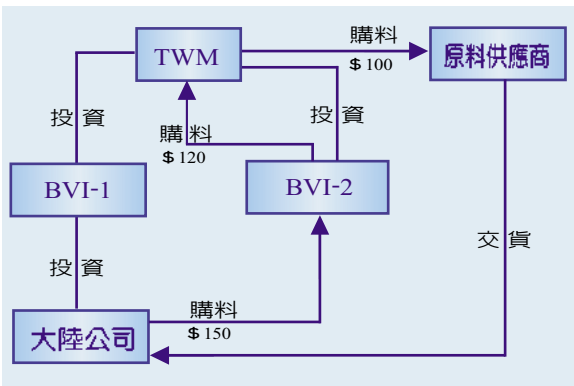 購料
TWM
原料供應商
$100
投資
投資
購料
$120
BVI-1
BVI-2
交貨
投資
購料
大陸公司
$150